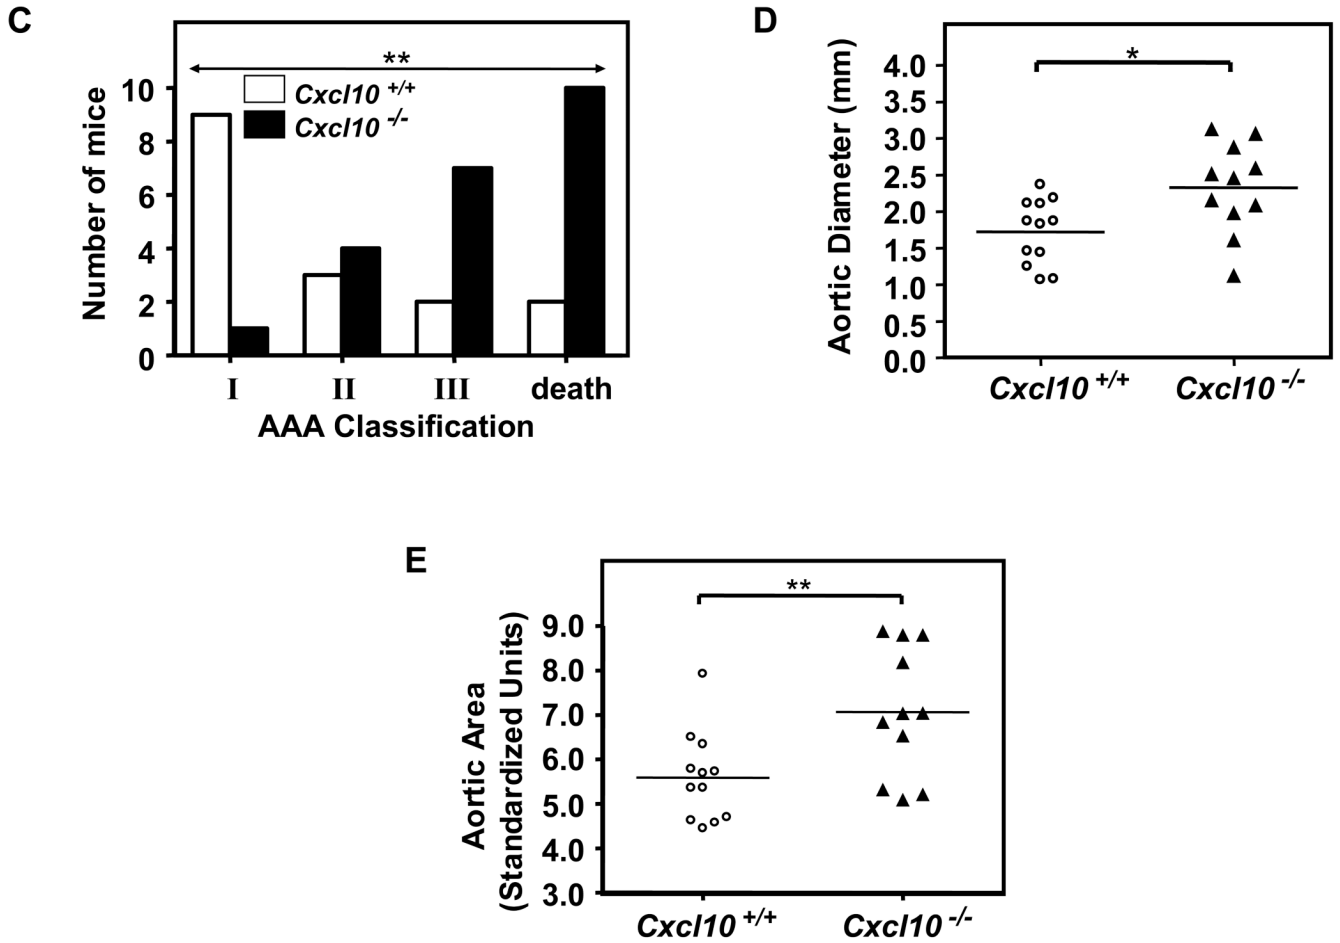 C
**
Cxcl10 +/+
Cxcl10 -/-
Number of mice
10
8
6
4
2
0
I II III death
AAA Classification
D
*
Aortic Diameter (mm)
4.0
3.5
3.0
2.5
2.0
1.5
1.0
0.5
0.0
Cxcl10 +/+ Cxcl10 -/-
E
**
Aortic Area
(Standardized Units)
9.0
8.0
7.0
6.0
5.0
4.0
3.0
Cxcl10 +/+ Cxcl10 -/-